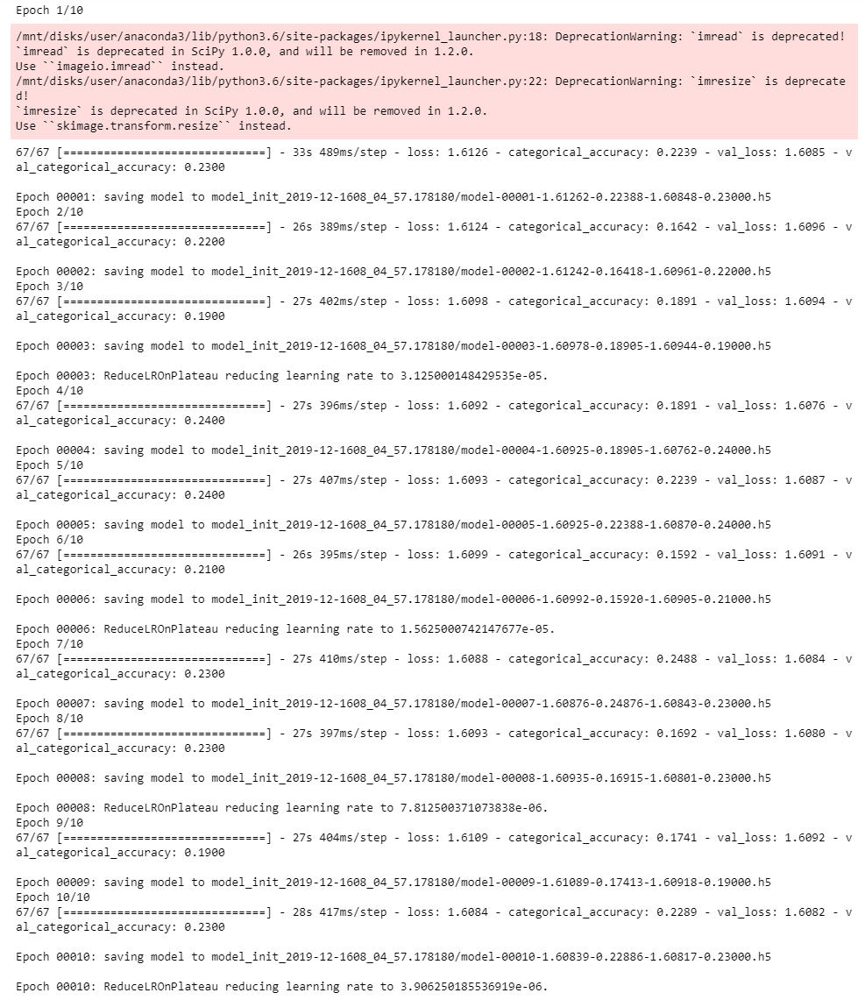 Epoch 1/10
/mnt/disks/user/anaconda3/lib/python3.6/site-packages/ipykernel_launcher.py:18: DeprecationWarning: `imread` is deprecated!
`imread` is deprecated in SciPy 1.0.0, and will be removed in 1.2.0.
Use ``imageio.imread`` instead.
/mnt/disks/user/anaconda3/lib/python3.6/site-packages/ipykernel_launcher.py:22: DeprecationWarning: `imresize` is deprecate
d!
`imresize` is deprecated in SciPy 1.0.0, and will be removed in 1.2.0.
Use ``skimage.transform.resize`` instead.
67/67 [==============================] - 33s 489ms/step - loss: 1.6126 - categorical_accuracy: 0.2239 - val_loss: 1.6085 - v
al_categorical_accuracy: 0.2300
Epoch 00001: saving model to model_init_2019-12-1608_04_57.178180/model-00001-1.61262-0.22388-1.60848-0.23000.h5
Epoch 2/10
67/67 [==============================] - 26s 389ms/step - loss: 1.6124 - categorical_accuracy: 0.1642 - val_loss: 1.6096 - v
al_categorical_accuracy: 0.2200
Epoch 00002: saving model to model_init_2019-12-1608_04_57.178180/model-00002-1.61242-0.16418-1.60961-0.22000.h5
Epoch 3/10
67/67 [==============================] - 27s 402ms/step - loss: 1.6098 - categorical_accuracy: 0.1891 - val_loss: 1.6094 - v
al_categorical_accuracy: 0.1900
Epoch 00003: saving model to model_init_2019-12-1608_04_57.178180/model-00003-1.60978-0.18905-1.60944-0.19000.h5
Epoch 00003: ReduceLROnPlateau reducing learning rate to 3.125000148429535e-05.
Epoch 4/10
67/67 [==============================] - 27s 396ms/step - loss: 1.6092 - categorical_accuracy: 0.1891 - val_loss: 1.6076 - v
al_categorical_accuracy: 0.2400
Epoch 00004: saving model to model_init_2019-12-1608_04_57.178180/model-00004-1.60925-0.18905-1.60762-0.24000.h5
Epoch 5/10
67/67 [==============================] - 27s 407ms/step - loss: 1.6093 - categorical_accuracy: 0.2239 - val_loss: 1.6087 - v
al_categorical_accuracy: 0.2400
Epoch 00005: saving model to model_init_2019-12-1608_04_57.178180/model-00005-1.60925-0.22388-1.60870-0.24000.h5
Epoch 6/10
67/67 [==============================] - 26s 395ms/step - loss: 1.6099 - categorical_accuracy: 0.1592 - val_loss: 1.6091 - v
al_categorical_accuracy: 0.2100
Epoch 00006: saving model to model_init_2019-12-1608_04_57.178180/model-00006-1.60992-0.15920-1.60905-0.21000.h5
Epoch 00006: ReduceLROnPlateau reducing learning rate to 1.5625000742147677e-05.
Epoch 7/10
67/67 [==============================] - 27s 410ms/step - loss: 1.6088 - categorical_accuracy: 0.2488 - val_loss: 1.6084 - v
al_categorical_accuracy: 0.2300
Epoch 00007: saving model to model_init_2019-12-1608_04_57.178180/model-00007-1.60876-0.24876-1.60843-0.23000.h5
Epoch 8/10
67/67 [==============================] - 27s 397ms/step - loss: 1.6093 - categorical_accuracy: 0.1692 - val_loss: 1.6080 - v
al_categorical_accuracy: 0.2300
Epoch 00008: saving model to model_init_2019-12-1608_04_57.178180/model-00008-1.60935-0.16915-1.60801-0.23000.h5
Epoch 00008: ReduceLROnPlateau reducing learning rate to 7.812500371073838e-06.
Epoch 9/10
67/67 [==============================] - 27s 404ms/step - loss: 1.6109 - categorical_accuracy: 0.1741 - val_loss: 1.6092 - v
al_categorical_accuracy: 0.1900
Epoch 00009: saving model to model_init_2019-12-1608_04_57.178180/model-00009-1.61089-0.17413-1.60918-0.19000.h5
Epoch 10/10
67/67 [==============================] - 28s 417ms/step - loss: 1.6084 - categorical_accuracy: 0.2289 - val_loss: 1.6082 - v
al_categorical_accuracy: 0.2300
Epoch 00010: saving model to model_init_2019-12-1608_04_57.178180/model-00010-1.60839-0.22886-1.60817-0.23000.h5
Epoch 00010: ReduceLROnPlateau reducing learning rate to 3.906250185536919e-06.